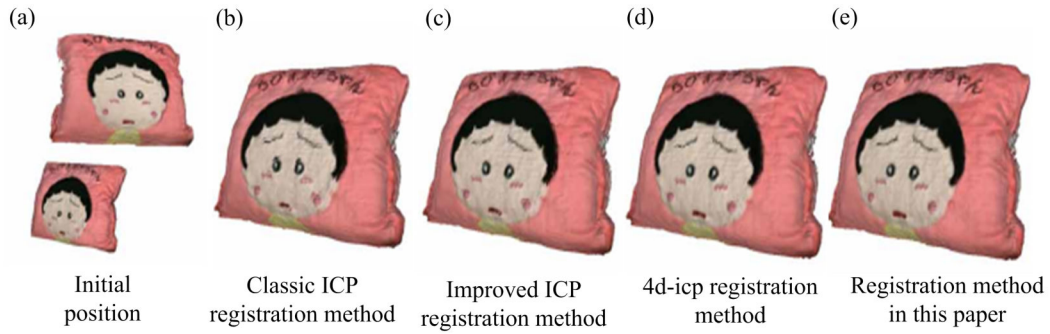 (a)
(b)
(c)
(d)
(e)
Initial
position
Classic ICP
registration method
Improved ICP
registration method
4d-icp registration
method
Registration method
in this paper